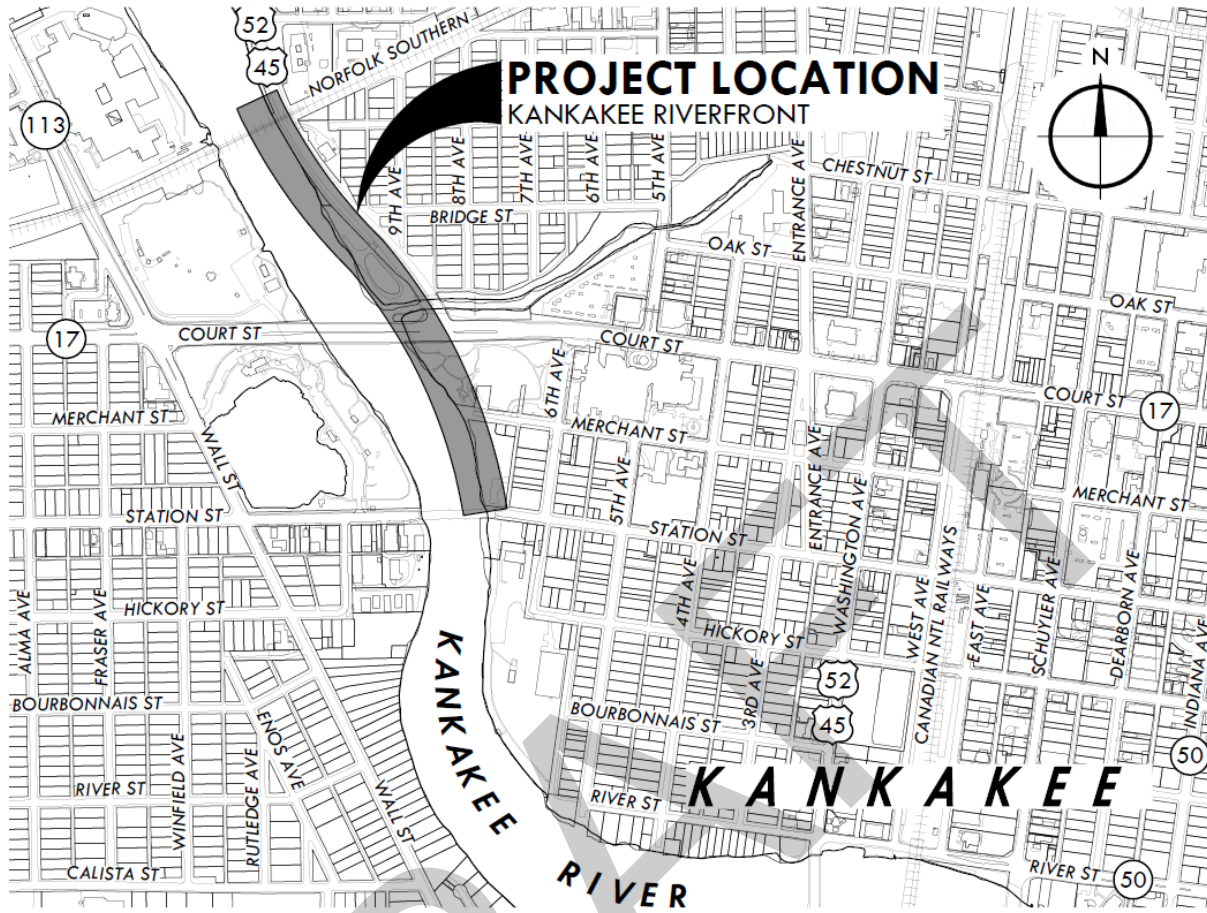 52
45
NORFOLK SOUTHERN
PROJECT LOCATION
KANKAKEE RIVERFRONT
N
113
9TH AVE
8TH AVE
7TH AVE
6TH AVE
5TH AVE
ENTRANCE AVE
CHESTNUT ST
BRIDGE ST
OAK ST
OAK ST
17
COURT ST
COURT ST
COURT ST
17
6TH AVE
MERCHANT ST
WALL ST
MERCHANT ST
5TH AVE
ENTRANCE AVE
WASHINGTON AVE
MERCHANT ST
STATION ST
STATION ST
ALMA AVE
FRASER AVE
HICKORY ST
4TH AVE
HICKORY ST
WEST AVE
CANADIAN INTL RAILWAYS
EAST AVE
SCHUYLER AVE
DEARBORN AVE
INDIANA AVE
52
45
BOURBONNAIS ST
ENOS AVE
3RD AVE
BOURBONNAIS ST
50
WINFIELD AVE
RUTLEDGE AVE
RIVER ST
WALL ST
KANKAKEE
RIVER
RIVER ST
KANKAKEE
CALISTA ST
RIVER ST
50